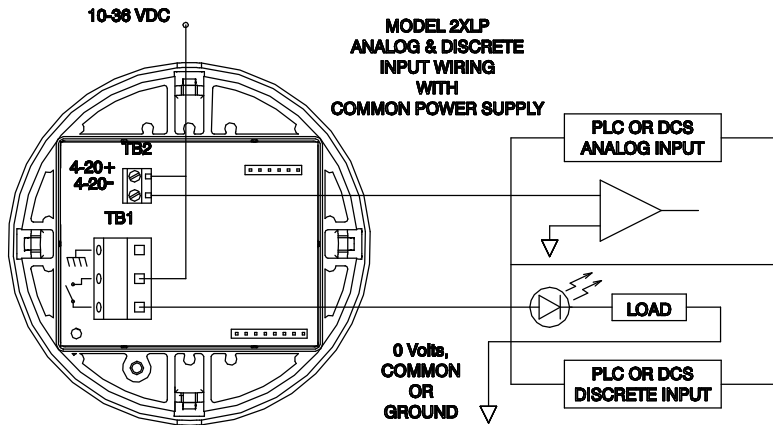 10-36 VDC
MODEL 2XLP
ANALOG & DISCRETE
INPUT WIRING
WITH
COMMON POWER SUPPLY
TB2
4-20+
4-20-
TB1
PLC OR DCS
ANALOG INPUT
LOAD
0 Volts,
COMMON
OR
GROUND
PLC OR DCS
DISCRETE INPUT